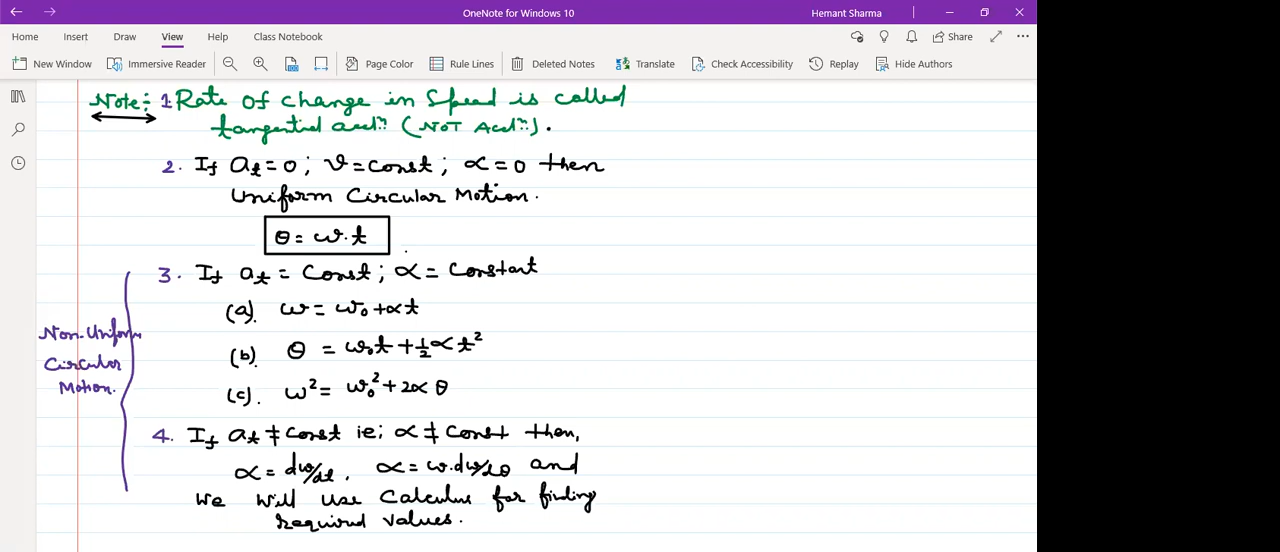 OneNote for Windows 10
Hemant Sharma
Home Insert Draw View Help Class Notebook
Share
New Window Immersive Reader Page Color Rule Lines Deleted Notes Translate Check Accessibility Replay Hide Authors
Note:- 1. Rate of change in Speed is called
tangential accⁿ (NOT Accⁿ).
2. If aₜ = 0 ; v = const ; α = 0 then
Uniform Circular Motion.
θ = ω.t
3. If aₜ = Const ; α = Constant
(a). ω = ω₀ + αt
(b). θ = ω₀t + ½αt²
(c). ω² = ω₀² + 2αθ
Non-Uniform
Circular
Motion.
4. If aₜ ≠ Const ie; α ≠ Const then,
α = dω/dt, α = ω.dω/dθ and
We will use Calculus for finding
required values.